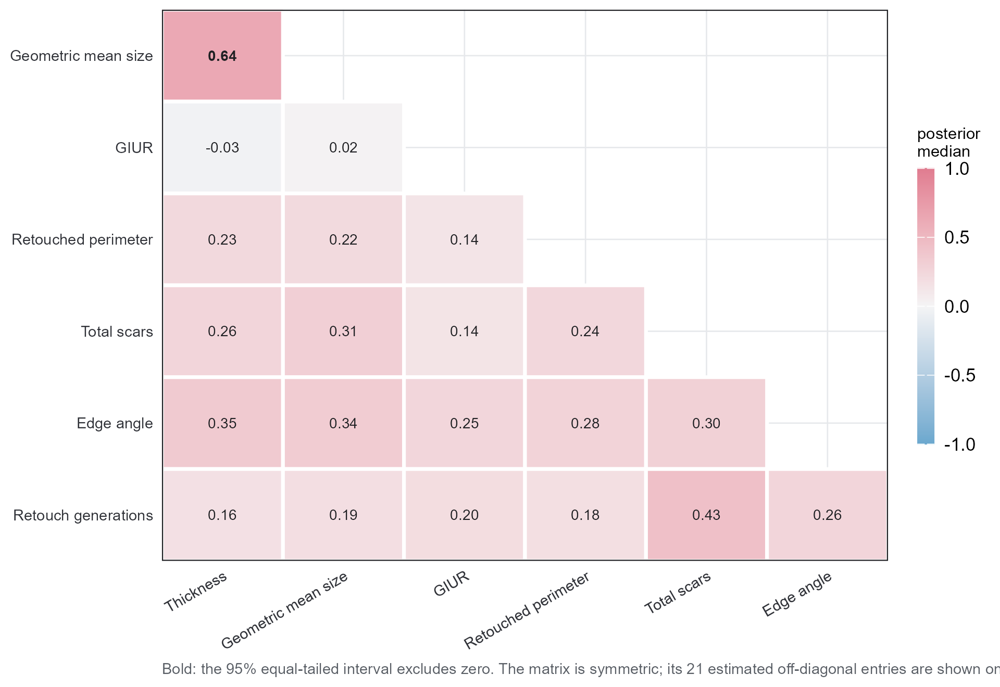 Geometric mean size 0.64
GIUR -0.03 0.02
Retouched perimeter 0.23 0.22 0.14
Total scars 0.26 0.31 0.14 0.24
Edge angle 0.35 0.34 0.25 0.28 0.30
Retouch generations 0.16 0.19 0.20 0.18 0.43 0.26
Thickness
Geometric mean size
GIUR
Retouched perimeter
Total scars
Edge angle
posterior
median
1.0
0.5
0.0
-0.5
-1.0
Bold: the 95% equal-tailed interval excludes zero. The matrix is symmetric; its 21 estimated off-diagonal entries are shown